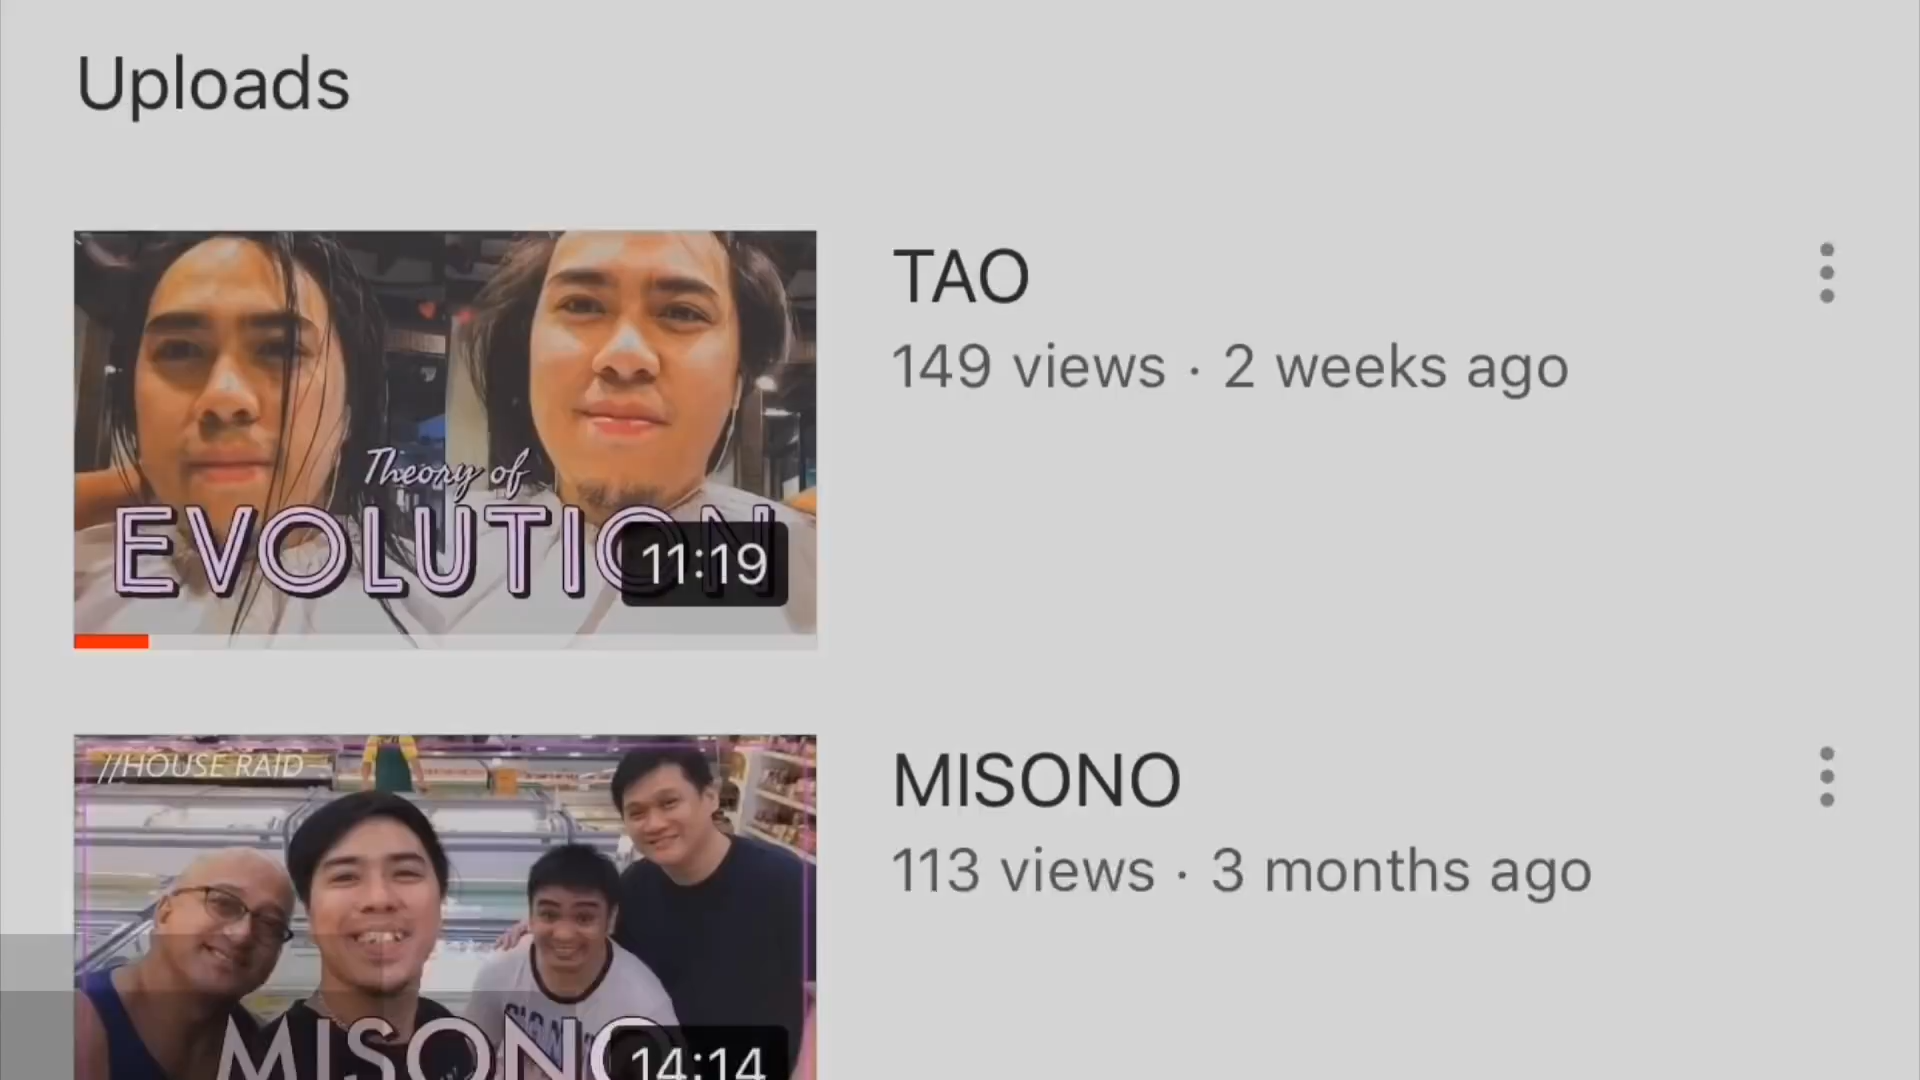 Uploads
Theory of
EVOLUTION
11:19
TAO
149 views · 2 weeks ago
//HOUSE RAID
MISONO
14:14
MISONO
113 views · 3 months ago